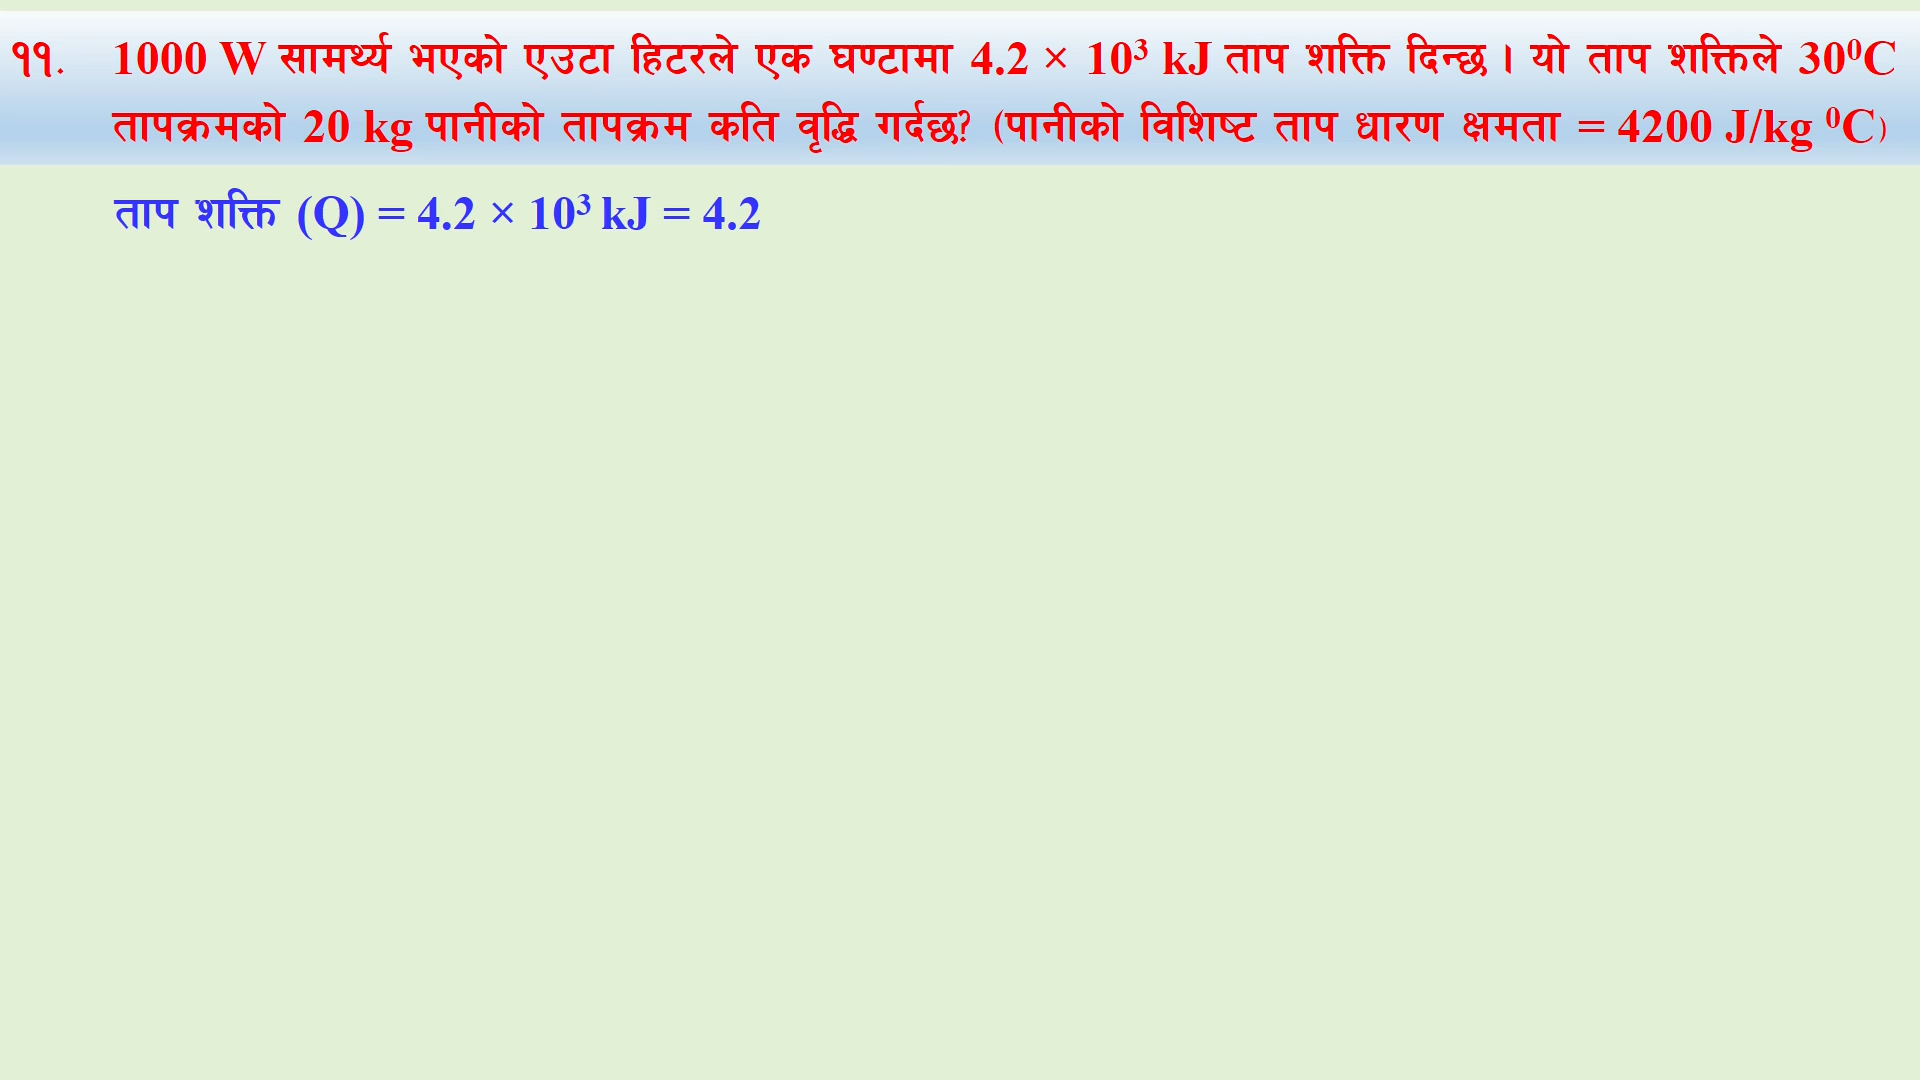 ११. 1000 W सामर्थ्य भएको एउटा हिटरले एक घण्टामा 4.2 × 10³ kJ ताप शक्ति दिन्छ । यो ताप शक्तिले 30⁰C
तापक्रमको 20 kg पानीको तापक्रम कति वृद्धि गर्दछ? (पानीको विशिष्ट ताप धारण क्षमता = 4200 J/kg ⁰C)
ताप शक्ति (Q) = 4.2 × 10³ kJ = 4.2